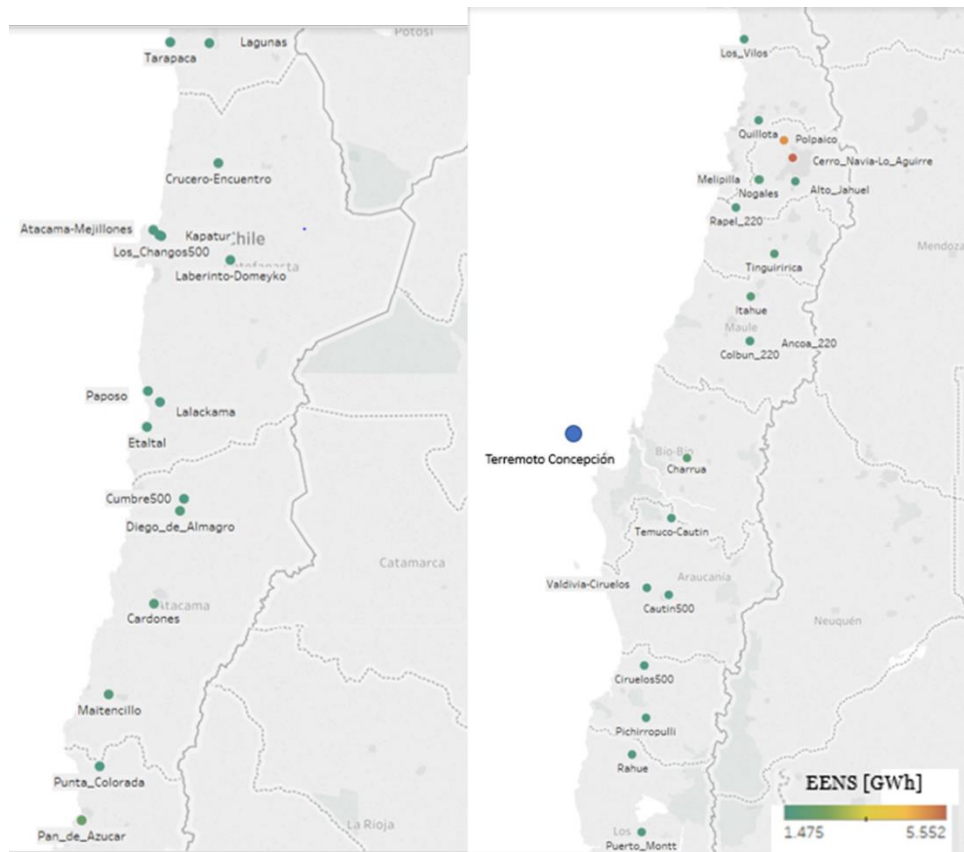 Potosí
Tarapaca
Lagunas
Crucero-Encuentro
Atacama-Mejillones
Kapatur
Chile
Los_Changos500
Laberinto-Domeyko
Paposo
Lalackama
Etaltal
Cumbre500
Diego_de_Almagro
Catamarca
Atacama
Cardones
Maitencillo
Punta_Colorada
Pan_de_Azucar
La Rioja
Los_Vilos
Quillota
Polpaico
Cerro_Navia-Lo_Aguirre
Melipilla
Nogales
Alto_Jahuel
Rapel_220
Mendoza
Tinguiririca
Itahue
Maule
Ancoa_220
Colbun_220
Terremoto Concepción
Bio-Bio
Charrua
Temuco-Cautin
Valdivia-Ciruelos
Araucanía
Cautin500
Neuquén
Ciruelos500
Pichirropulli
Rahue
Los
Puerto_Montt
EENS [GWh]
1.475 5.552